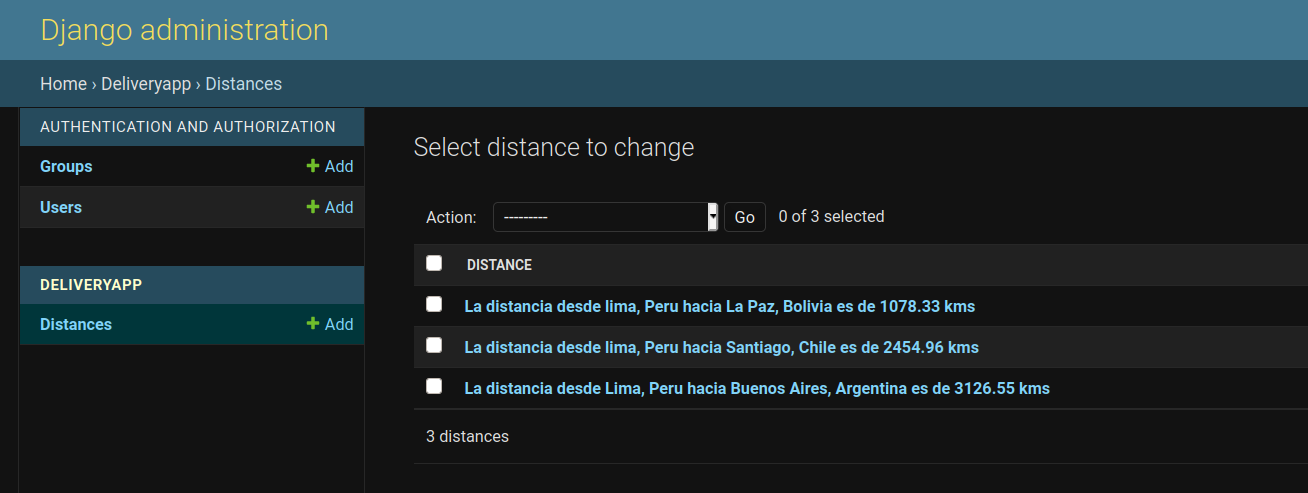 Django administration
Home › Deliveryapp › Distances
AUTHENTICATION AND AUTHORIZATION
Groups
Add
Users
Add
DELIVERYAPP
Distances
Add
Select distance to change
Action: --------- Go 0 of 3 selected
DISTANCE
La distancia desde lima, Peru hacia La Paz, Bolivia es de 1078.33 kms
La distancia desde lima, Peru hacia Santiago, Chile es de 2454.96 kms
La distancia desde Lima, Peru hacia Buenos Aires, Argentina es de 3126.55 kms
3 distances